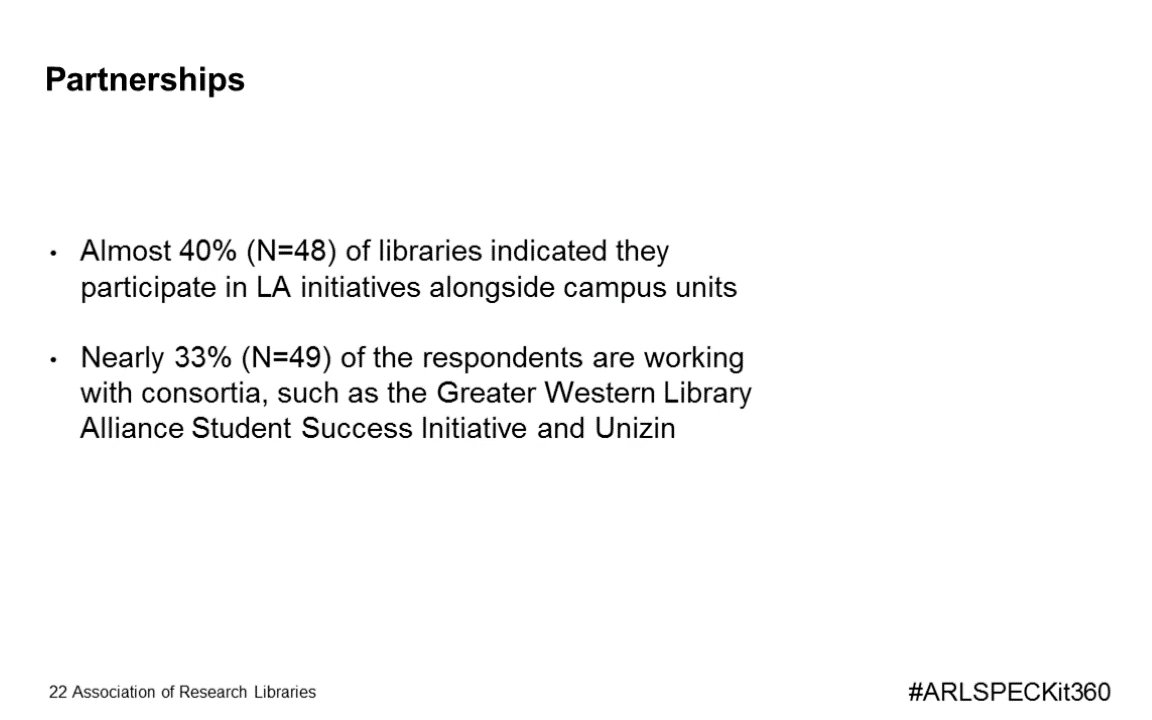 Partnerships
• Almost 40% (N=48) of libraries indicated they
participate in LA initiatives alongside campus units
• Nearly 33% (N=49) of the respondents are working
with consortia, such as the Greater Western Library
Alliance Student Success Initiative and Unizin
22 Association of Research Libraries
#ARLSPECKit360